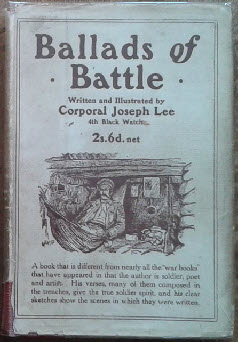 Ballads of
· Battle ·
Written and Illustrated by
Corporal Joseph Lee
4th Black Watch
2s.6d. net
A book that is different from nearly all the "war books"
that have appeared in that the author is soldier, poet
and artist. His verses, many of them composed in
the trenches, give the true soldier spirit, and his clear
sketches show the scenes in which they were written.